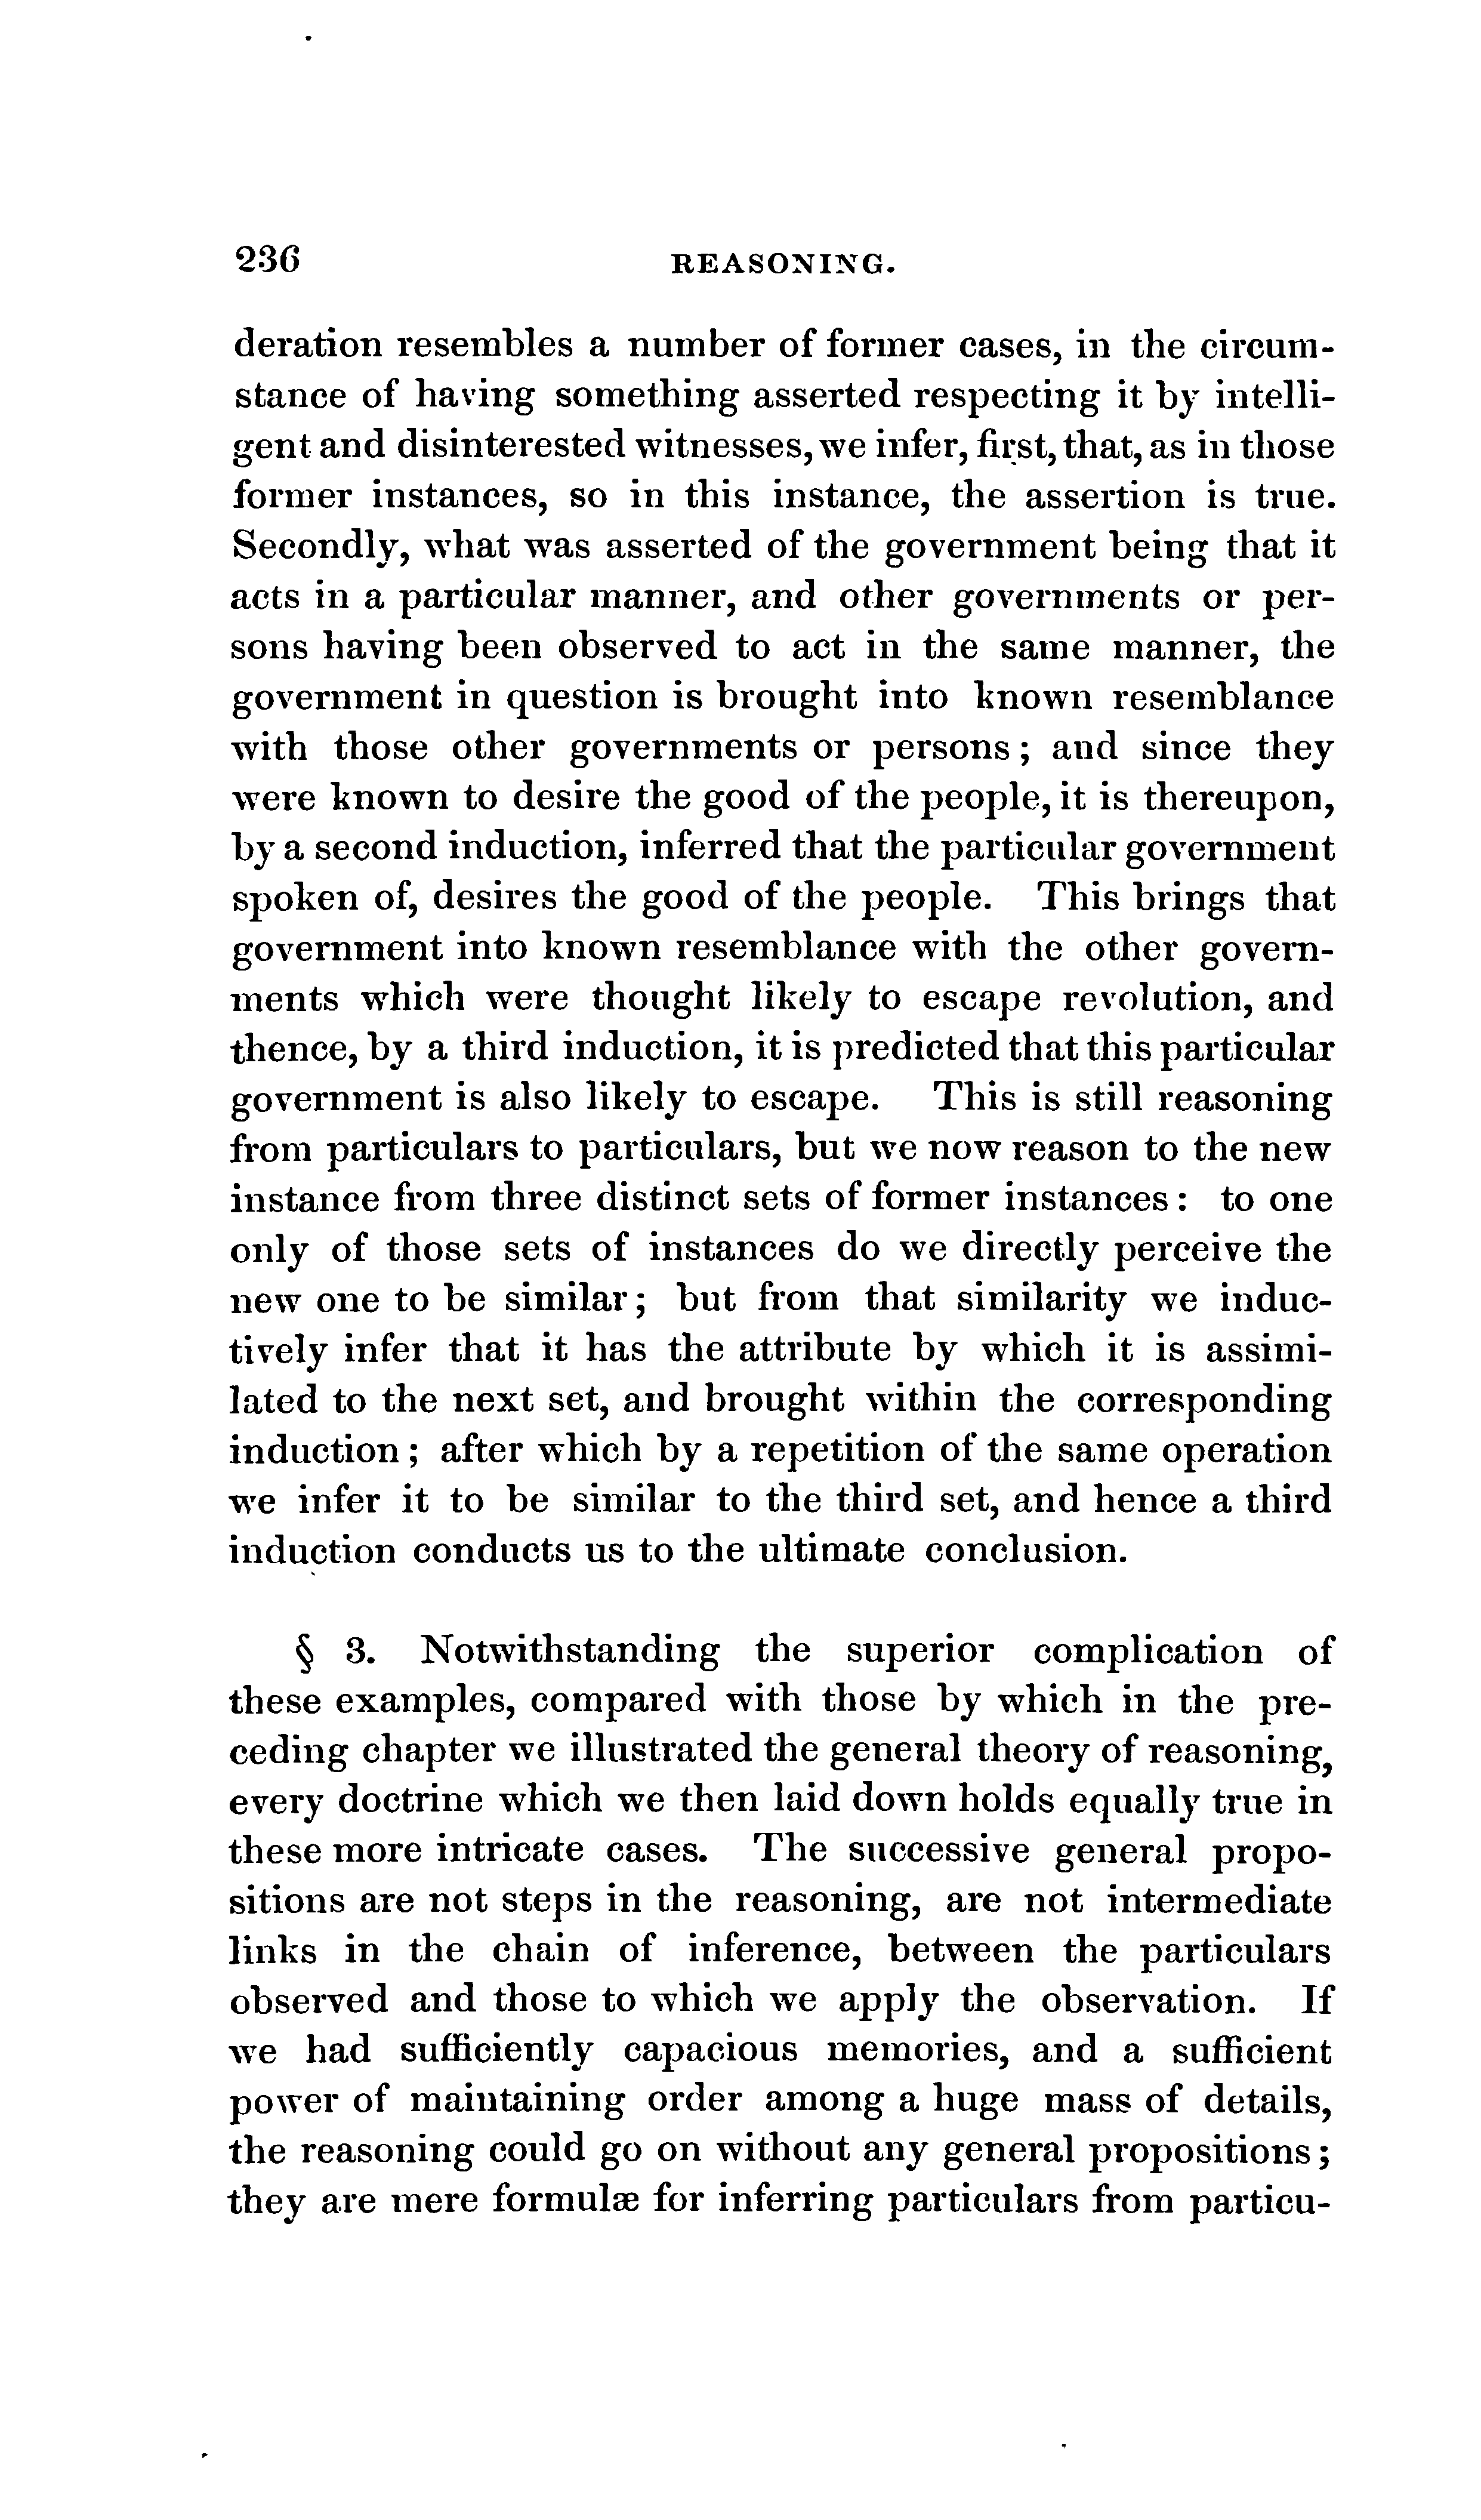 236 REASONING.
deration resembles a number of former cases, in the circum-
stance of having something asserted respecting it by intelli-
gent and disinterested witnesses, we infer, first, that, as in those
former instances, so in this instance, the assertion is true.
Secondly, what was asserted of the government being that it
acts in a particular manner, and other governments or per-
sons having been observed to act in the same manner, the
government in question is brought into known resemblance
with those other governments or persons; and since they
were known to desire the good of the people, it is thereupon,
by a second induction, inferred that the particular government
spoken of, desires the good of the people. This brings that
government into known resemblance with the other govern-
ments which were thought likely to escape revolution, and
thence, by a third induction, it is predicted that this particular
government is also likely to escape. This is still reasoning
from particulars to particulars, but we now reason to the new
instance from three distinct sets of former instances: to one
only of those sets of instances do we directly perceive the
new one to be similar; but from that similarity we induc-
tively infer that it has the attribute by which it is assimi-
lated to the next set, and brought within the corresponding
induction; after which by a repetition of the same operation
we infer it to be similar to the third set, and hence a third
induction conducts us to the ultimate conclusion.
§ 3. Notwithstanding the superior complication of
these examples, compared with those by which in the pre-
ceding chapter we illustrated the general theory of reasoning,
every doctrine which we then laid down holds equally true in
these more intricate cases. The successive general propo-
sitions are not steps in the reasoning, are not intermediate
links in the chain of inference, between the particulars
observed and those to which we apply the observation. If
we had sufficiently capacious memories, and a sufficient
power of maintaining order among a huge mass of details,
the reasoning could go on without any general propositions;
they are mere formulæ for inferring particulars from particu-